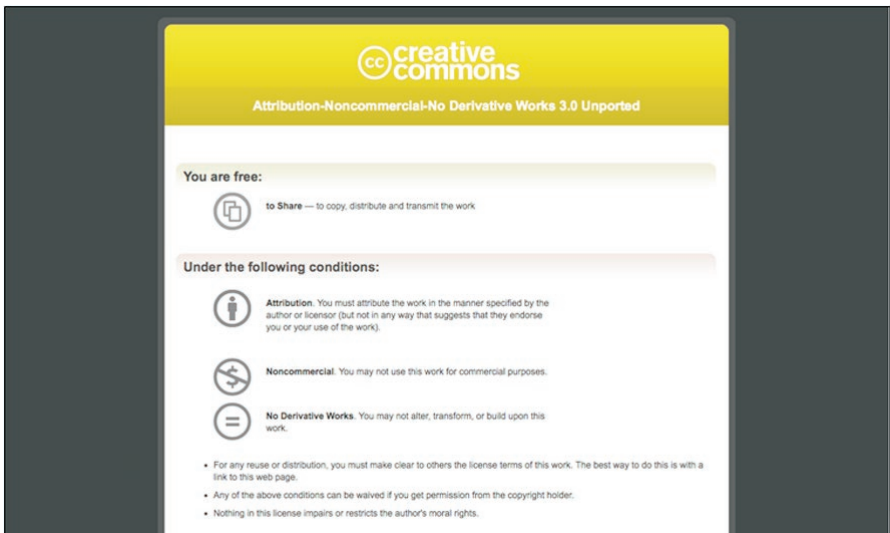 cc creative
commons
Attribution-Noncommercial-No Derivative Works 3.0 Unported
You are free:
to Share — to copy, distribute and transmit the work
Under the following conditions:
Attribution. You must attribute the work in the manner specified by the
author or licensor (but not in any way that suggests that they endorse
you or your use of the work).
Noncommercial. You may not use this work for commercial purposes.
No Derivative Works. You may not alter, transform, or build upon this
work.
• For any reuse or distribution, you must make clear to others the license terms of this work. The best way to do this is with a
link to this web page.
• Any of the above conditions can be waived if you get permission from the copyright holder.
• Nothing in this license impairs or restricts the author's moral rights.